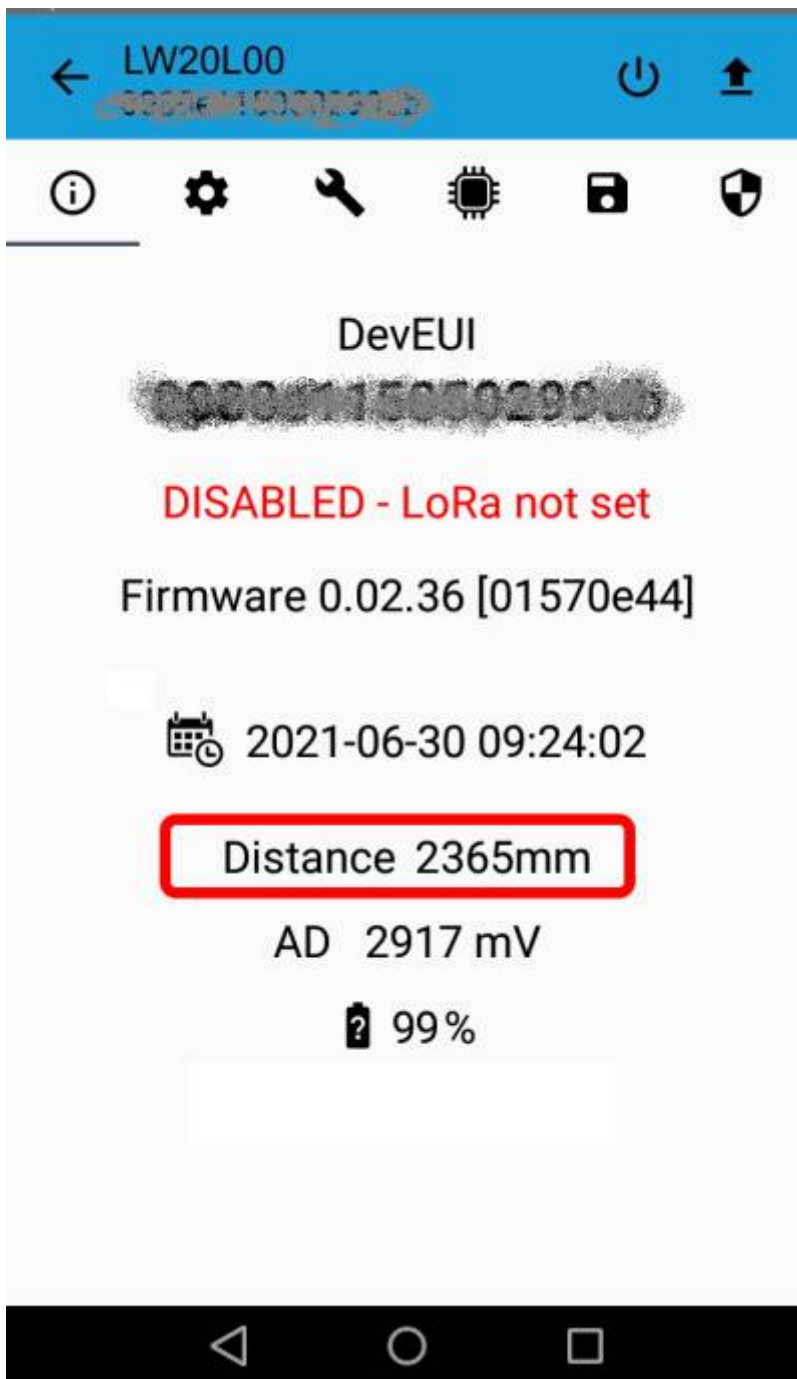 LW20L00
DevEUI
DISABLED - LoRa not set
Firmware 0.02.36 [01570e44]
2021-06-30 09:24:02
Distance 2365mm
AD 2917 mV
? 99%